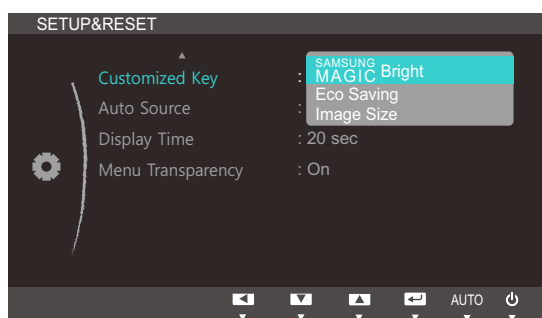 SETUP&RESET
Customized Key :
SAMSUNG
MAGIC Bright
Auto Source :
Eco Saving
Image Size
Display Time : 20 sec
Menu Transparency : On
AUTO